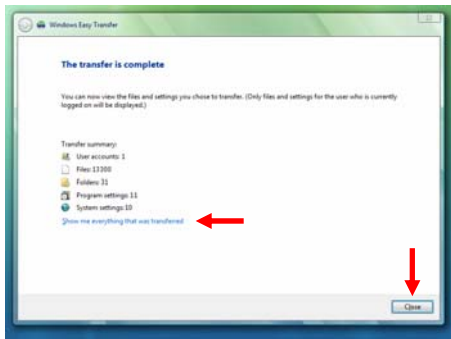 Windows Easy Transfer
The transfer is complete
You can now view the files and settings you chose to transfer. (Only files and settings for the user who is currently
logged on will be displayed.)
Transfer summary:
User accounts: 1
Files: 13300
Folders: 31
Program settings: 11
System settings: 10
Show me everything that was transferred
Close